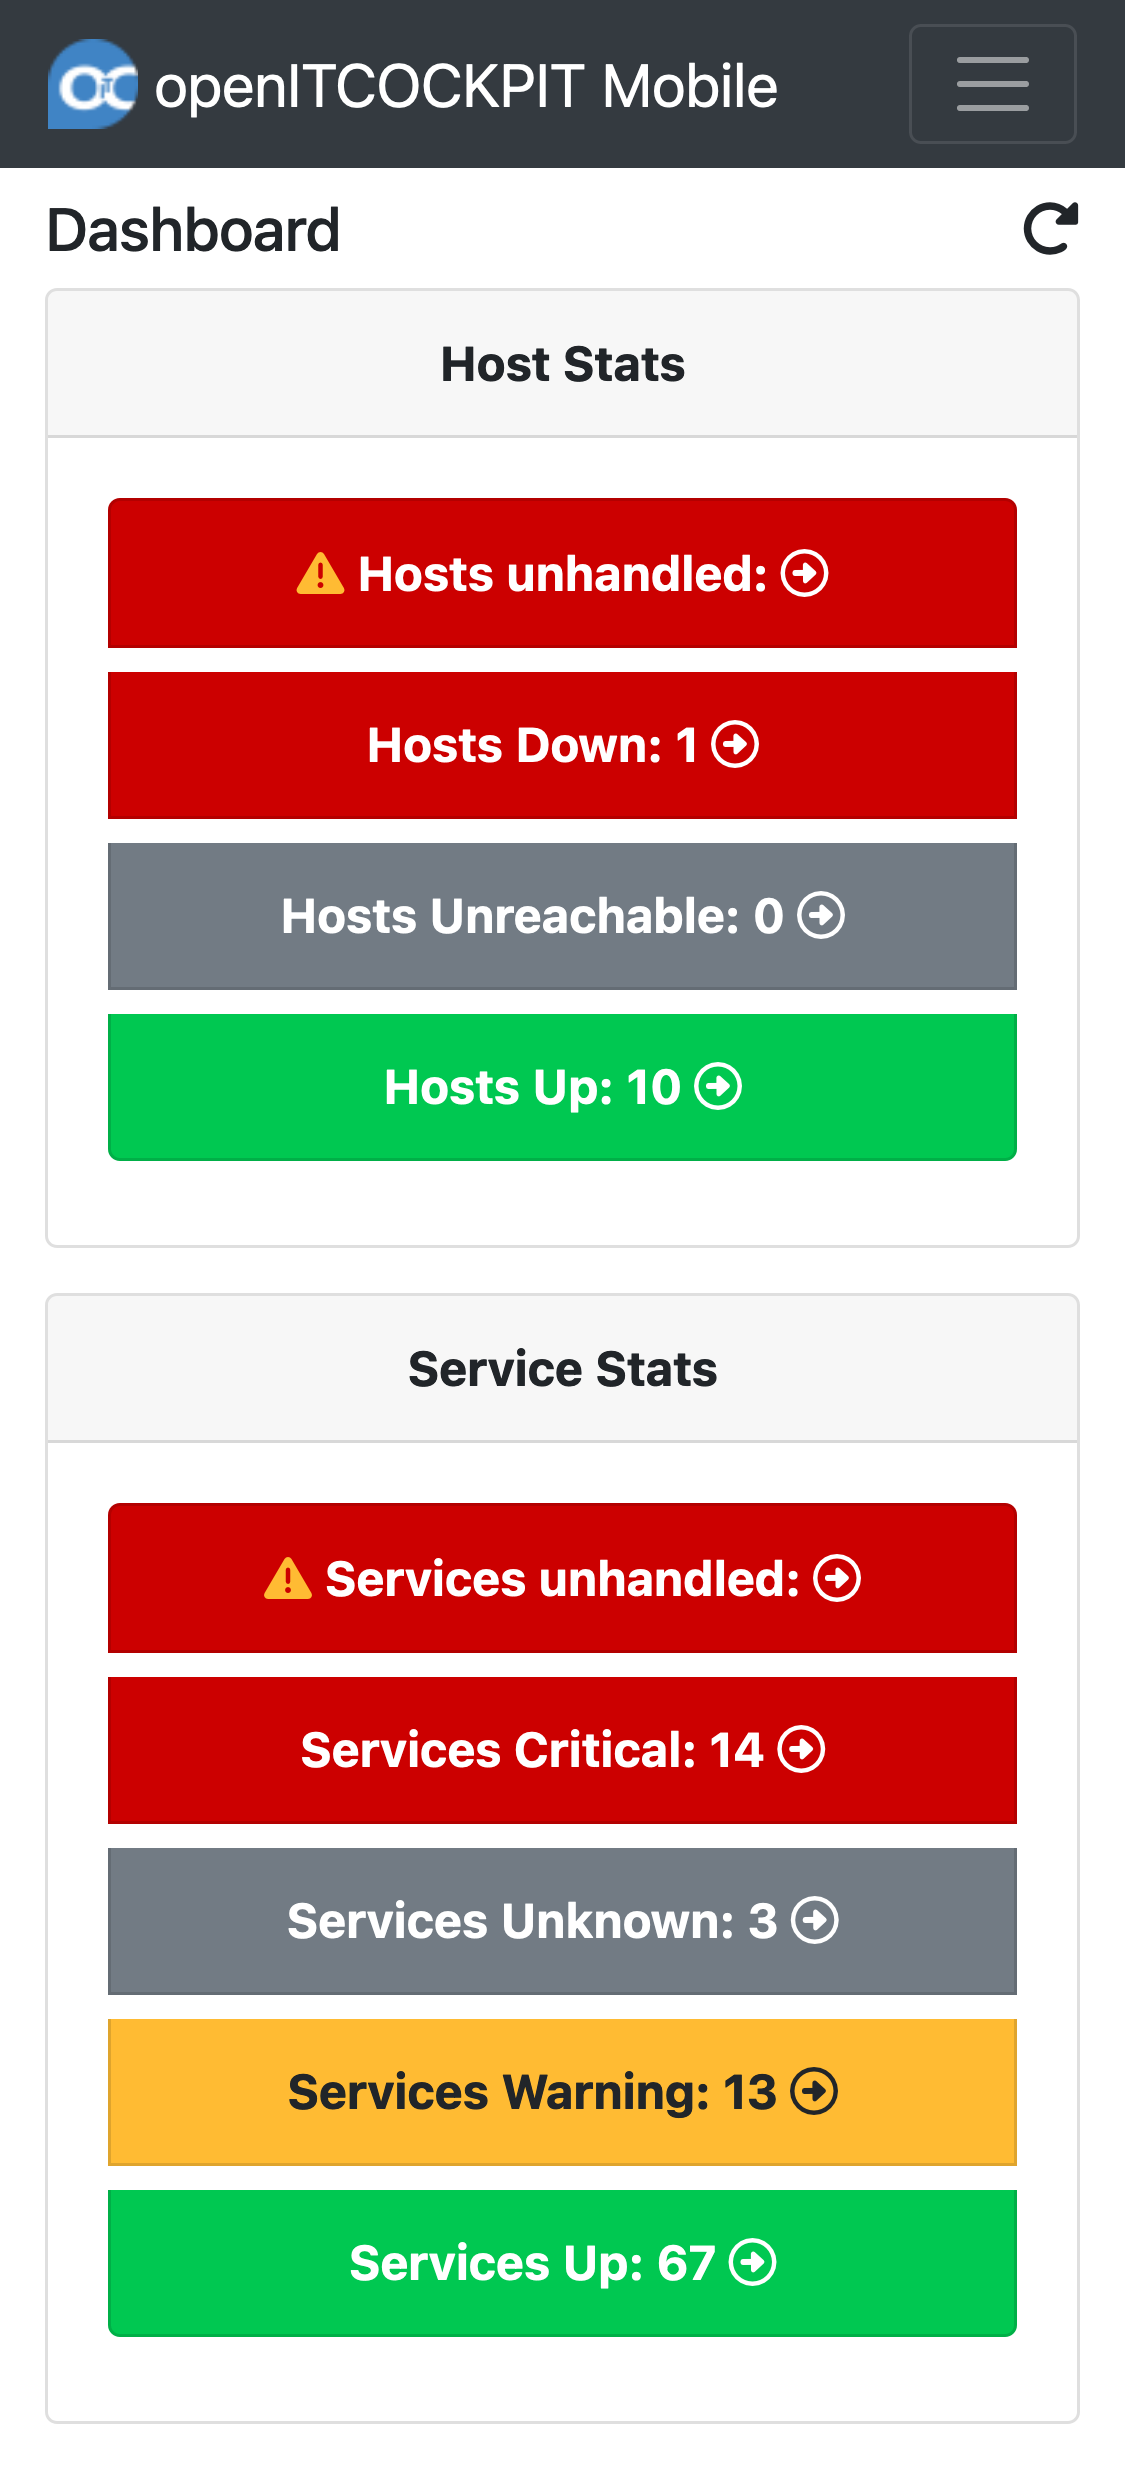 openITCOCKPIT Mobile
Dashboard
Host Stats
Hosts unhandled:
Hosts Down: 1
Hosts Unreachable: 0
Hosts Up: 10
Service Stats
Services unhandled:
Services Critical: 14
Services Unknown: 3
Services Warning: 13
Services Up: 67